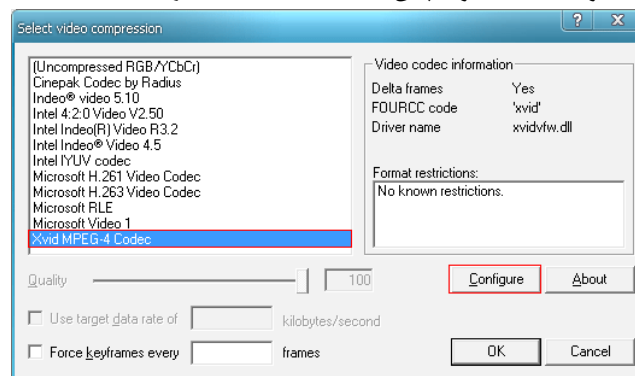 Select video compression
? X
(Uncompressed RGB/YCbCr)
Cinepak Codec by Radius
Indeo® video 5.10
Intel 4:2:0 Video V2.50
Intel Indeo(R) Video R3.2
Intel Indeo® Video 4.5
Intel IYUV codec
Microsoft H.261 Video Codec
Microsoft H.263 Video Codec
Microsoft RLE
Microsoft Video 1
Xvid MPEG-4 Codec
Video codec information
Delta frames Yes
FOURCC code 'xvid'
Driver name xvidvfw.dll
Format restrictions:
No known restrictions.
Quality 100
Configure About
Use target data rate of kilobytes/second
Force keyframes every frames
OK Cancel